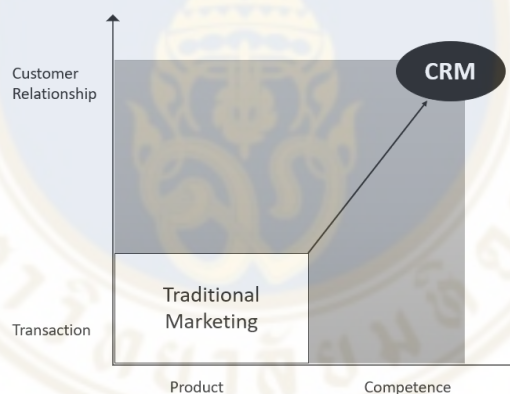 Customer
Relationship
CRM
Traditional
Marketing
Transaction
Product
Competence